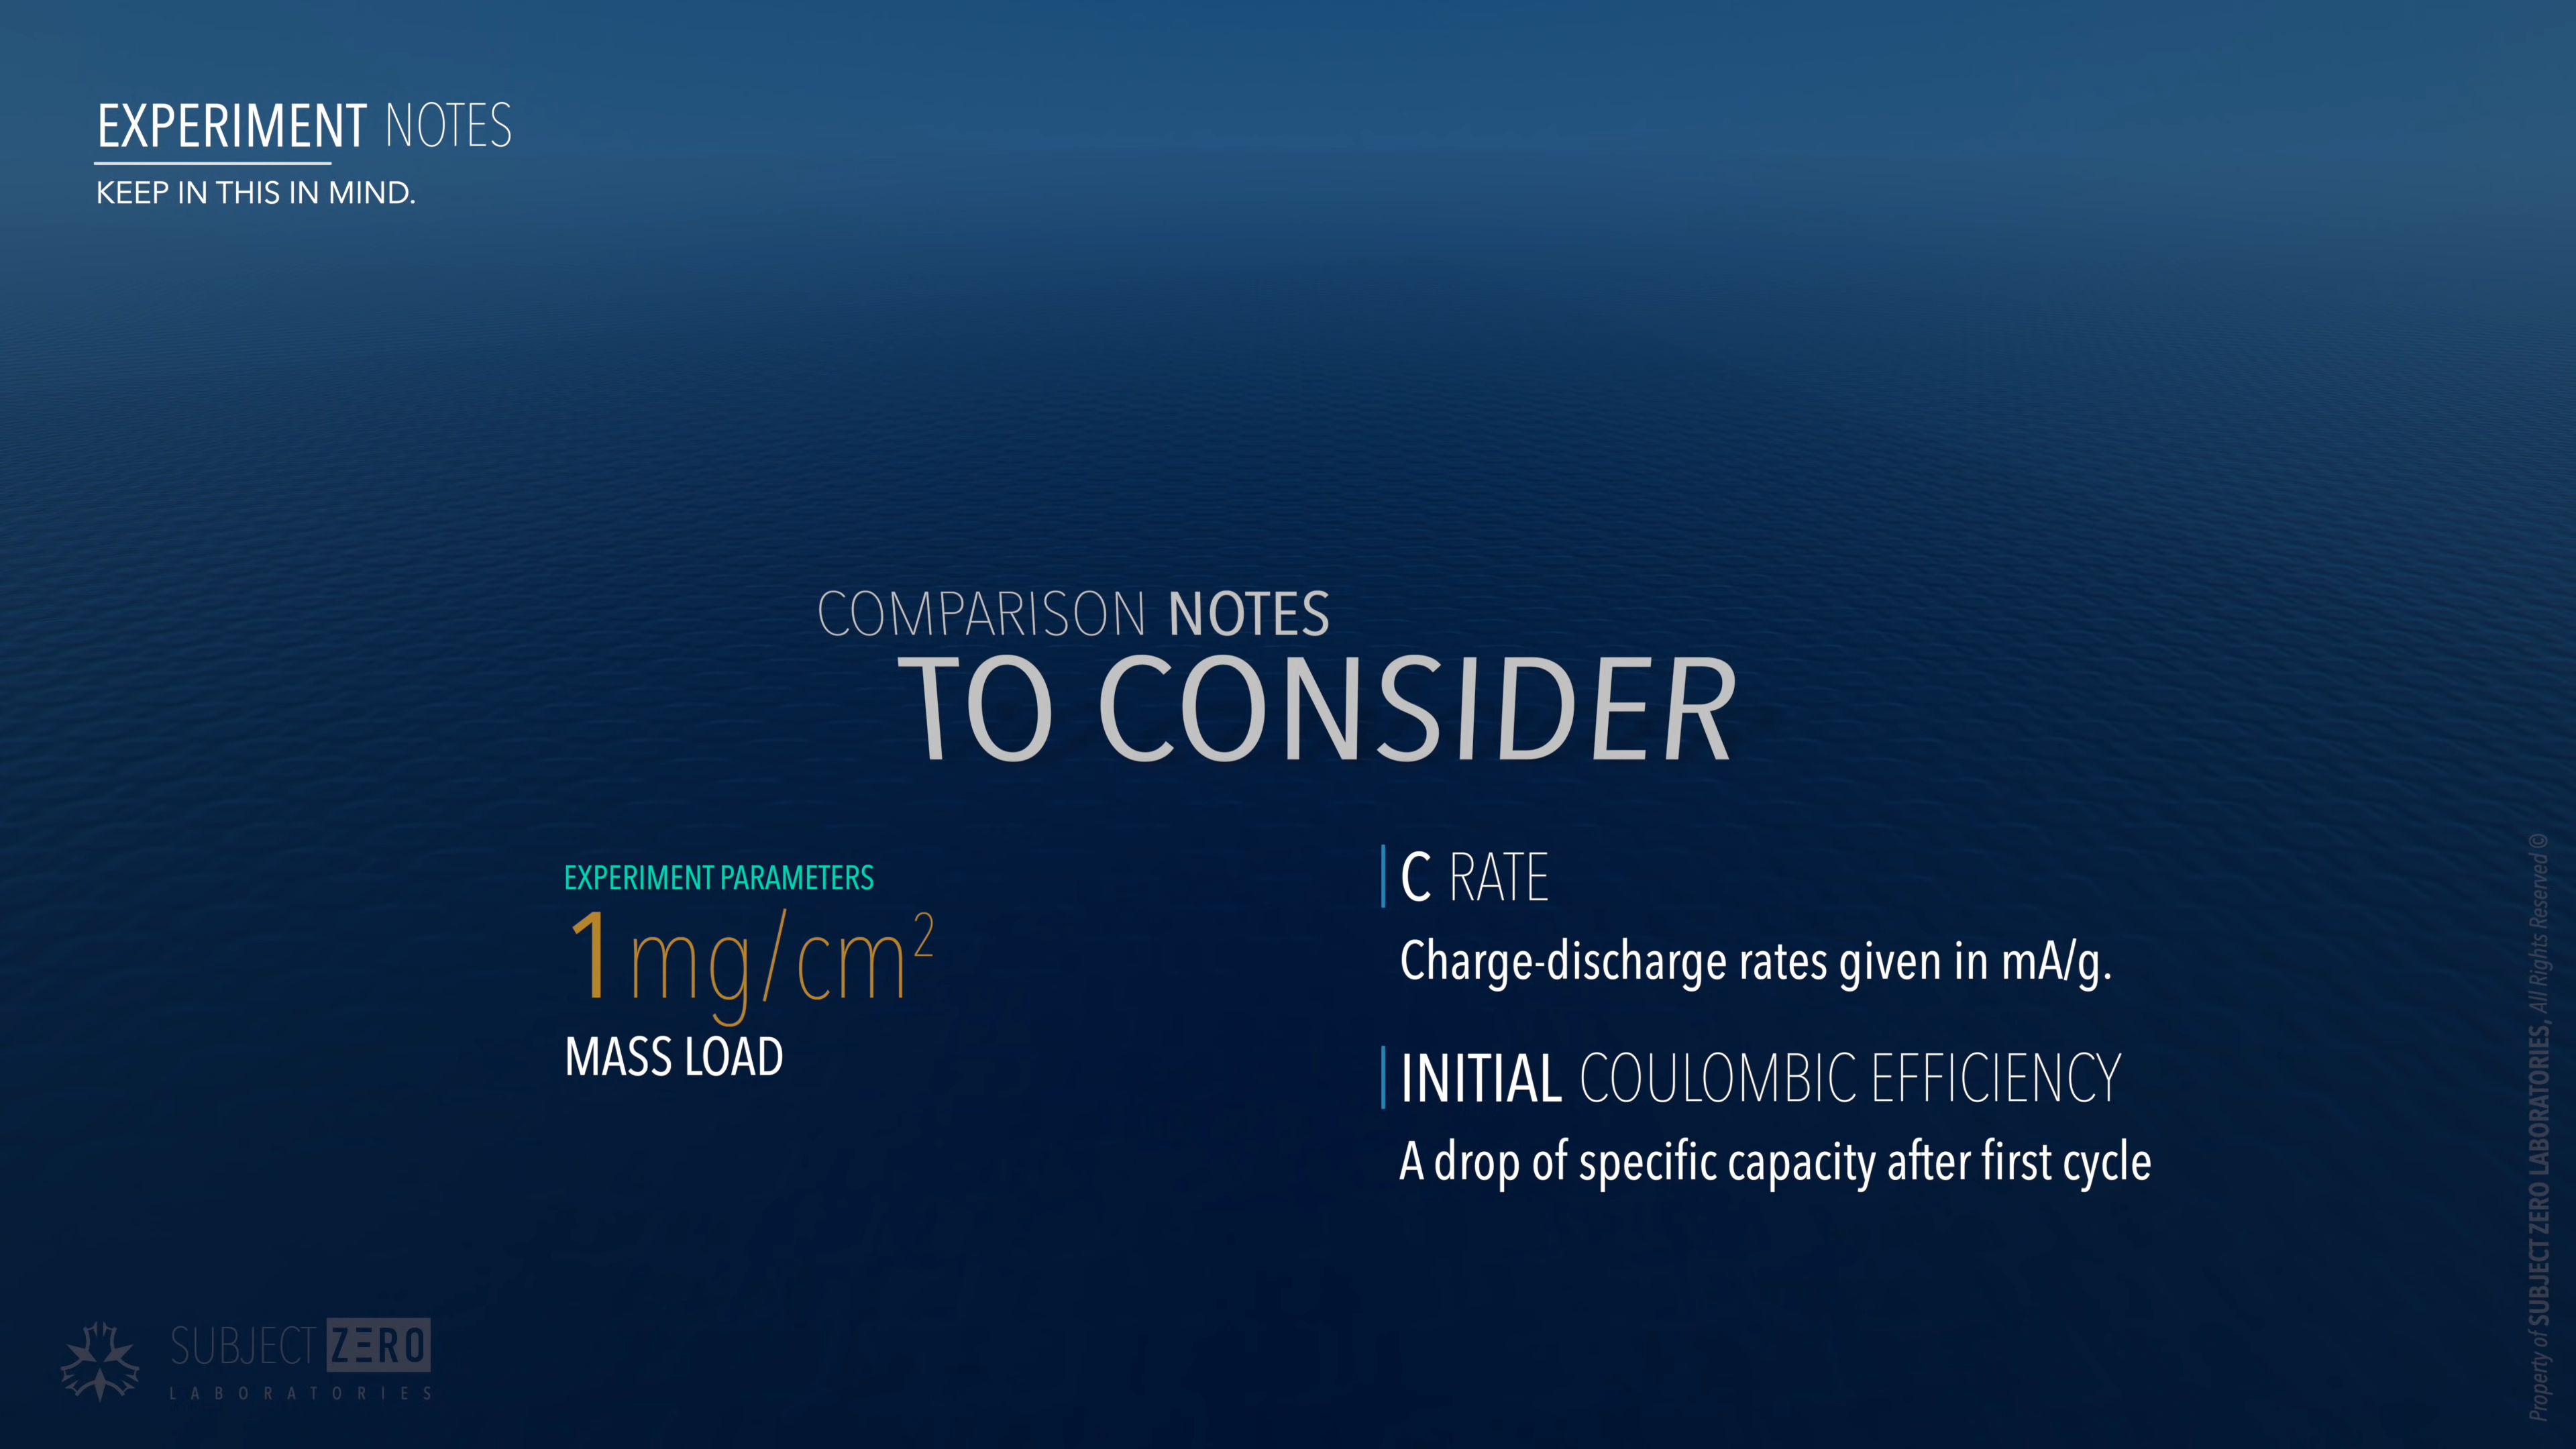 EXPERIMENT NOTES
KEEP IN THIS IN MIND.
COMPARISON NOTES
TO CONSIDER
EXPERIMENT PARAMETERS
1mg/cm²
MASS LOAD
C RATE
Charge-discharge rates given in mA/g.
INITIAL COULOMBIC EFFICIENCY
A drop of specific capacity after first cycle
SUBJECT ZERO
LABORATORIES
Property of SUBJECT ZERO LABORATORIES, All Rights Reserved ©